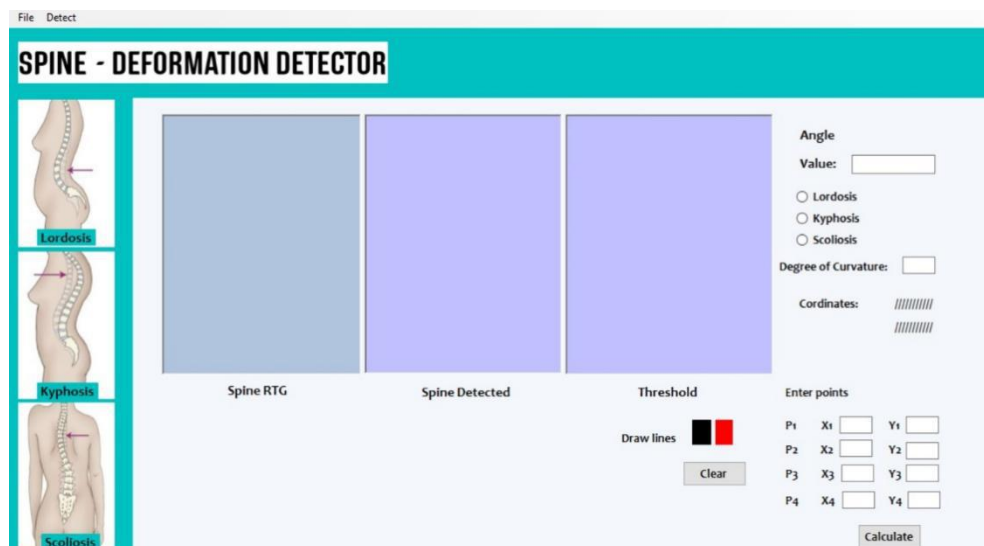 File Detect
SPINE - DEFORMATION DETECTOR
Lordosis
Kyphosis
Scoliosis
Spine RTG
Spine Detected
Threshold
Draw lines
Clear
Angle
Value:
Lordosis
Kyphosis
Scoliosis
Degree of Curvature:
Cordinates: ///////////
///////////
Enter points
P1 X1 Y1
P2 X2 Y2
P3 X3 Y3
P4 X4 Y4
Calculate